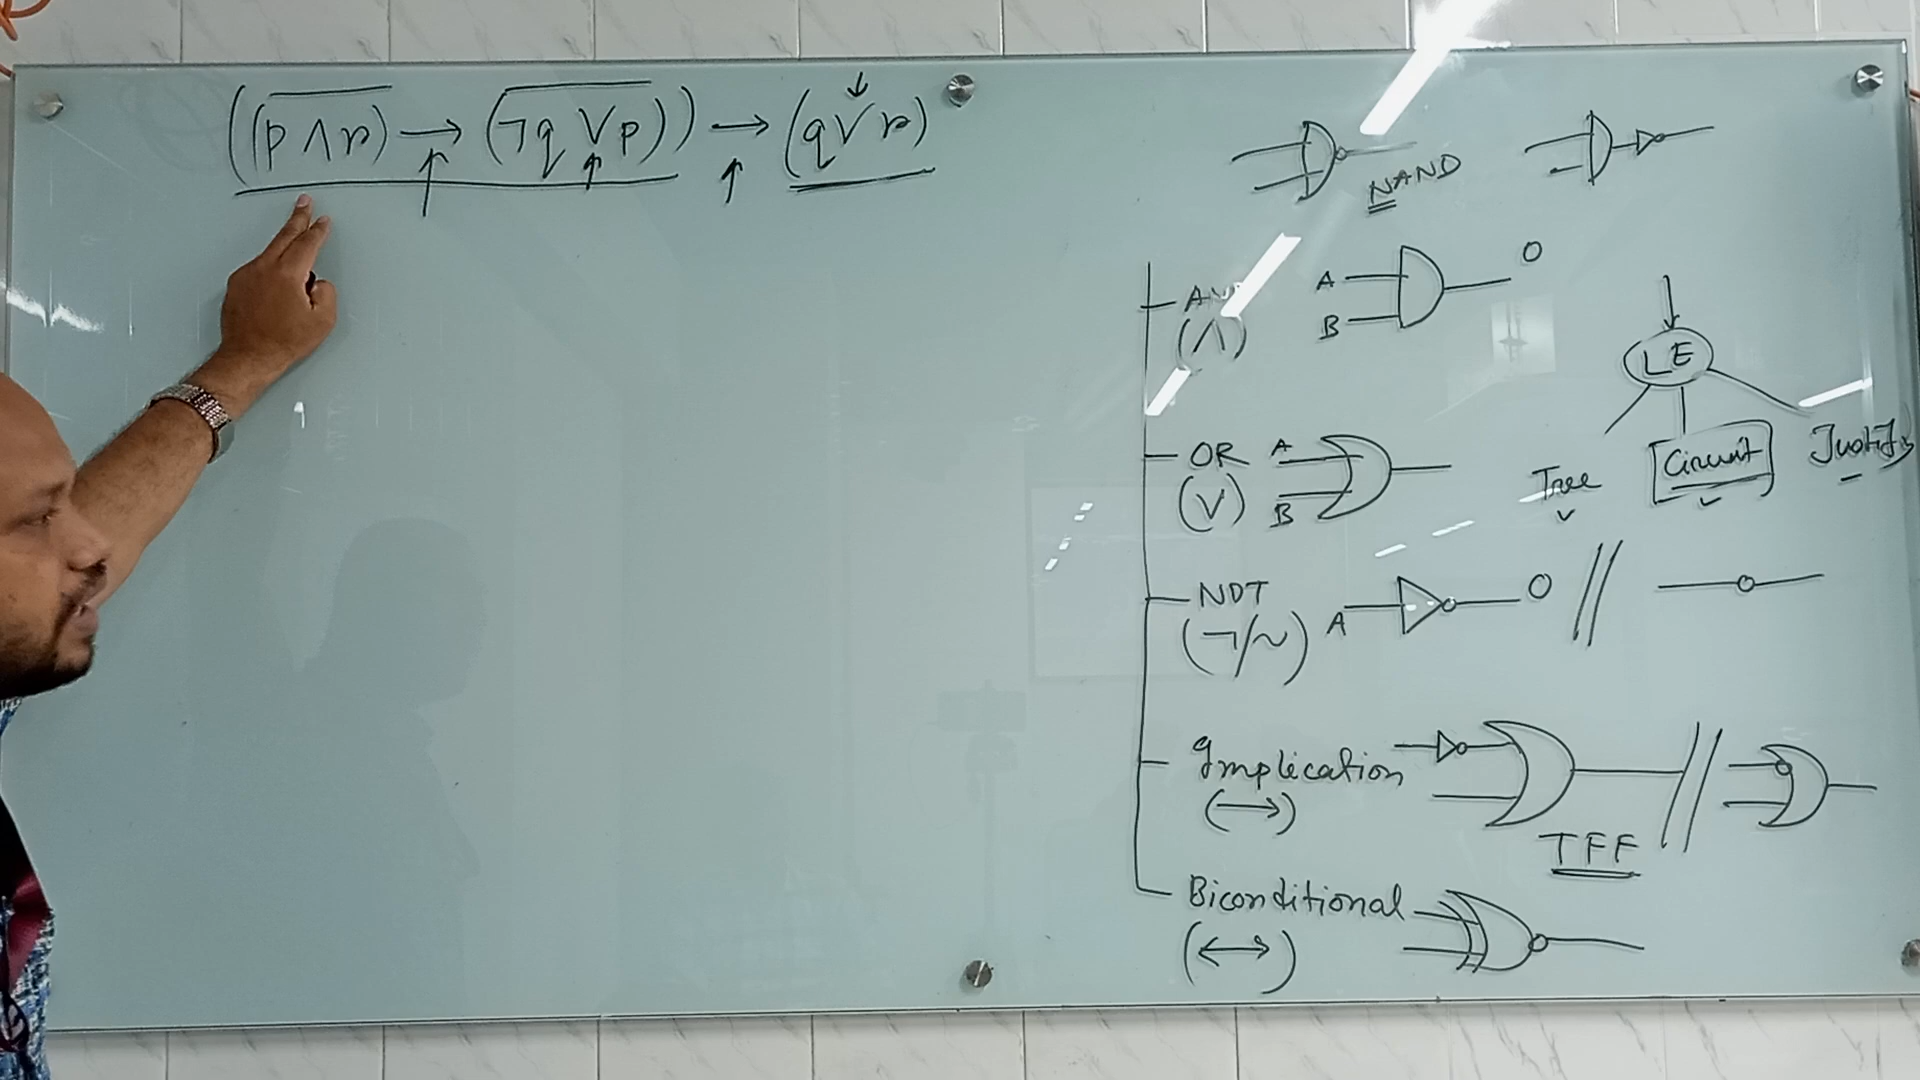 ((p ∧ r) → (¬q ∨ p)) → (q ∨ r)
NAND
A
B
O
(∧)
LE
Tree
Circuit
OR
(∨)
A
B
NOT
(¬/~)
A
O
Implication
(→)
TFF
Biconditional
(↔)